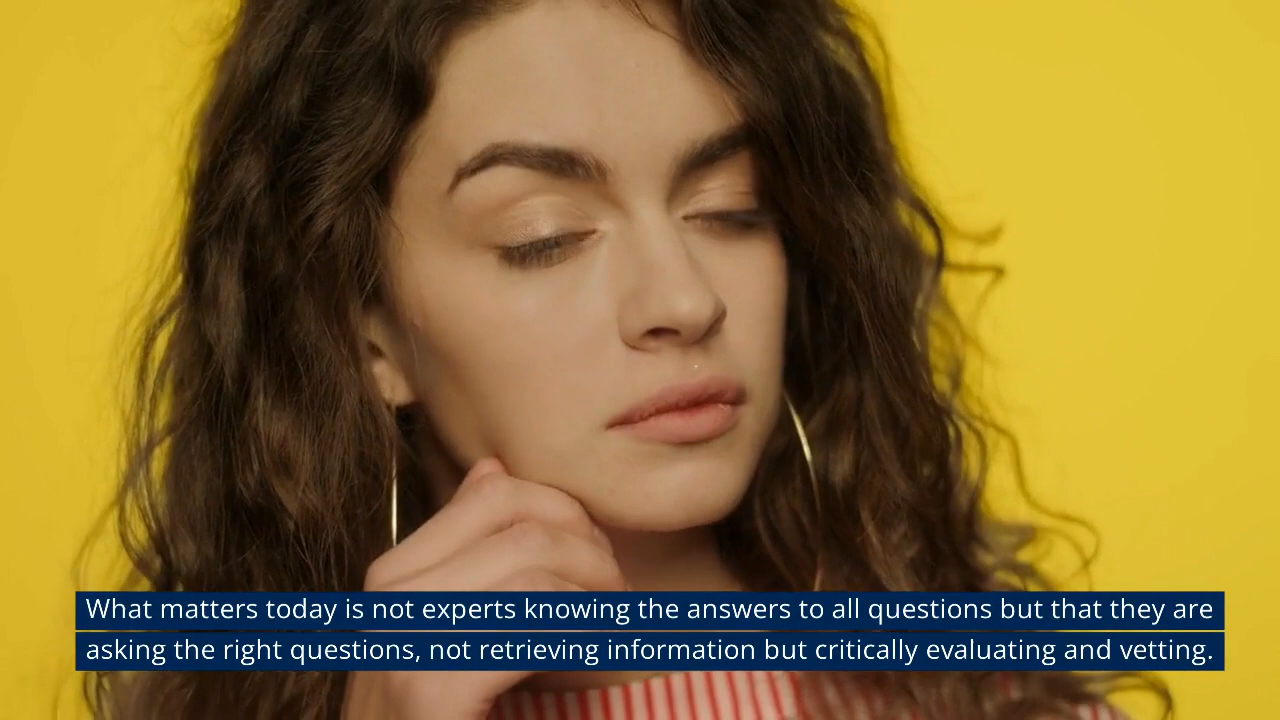 What matters today is not experts knowing the answers to all questions but that they are
asking the right questions, not retrieving information but critically evaluating and vetting.